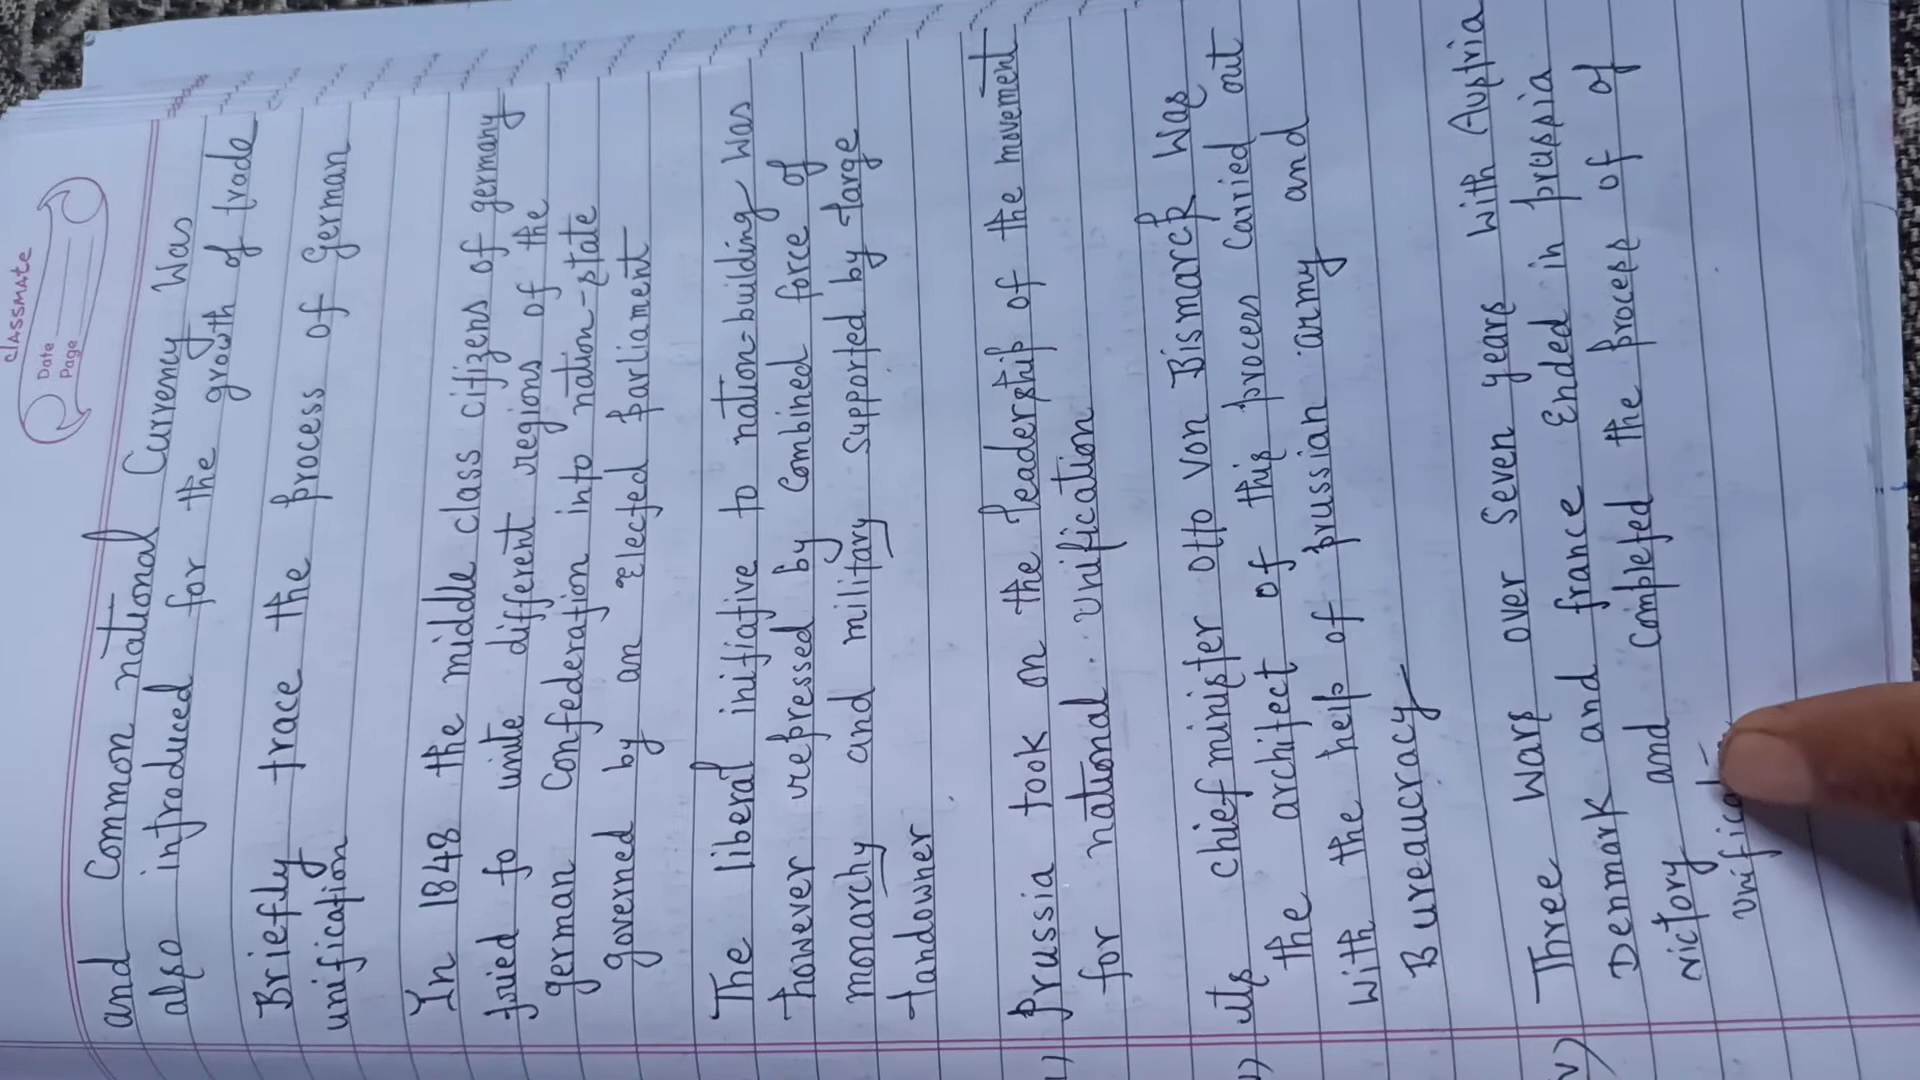 classmate
Date
Page
and Common national Currency Was
also introduced for the growth of trade
Briefly trace the process of German
unification
In 1848 the middle class citizens of germany
tried to unite different regions of the
german Confederation into nation-state
governed by an Elected parliament
The liberal initiative to nation-building was
however repressed by Combined force of
monarchy and military supported by large
landowner
Prussia took on the leadership of the movement
for national unification
its chief minister otto von Bismarck Was
the architect of this process Carried out
with the help of prussian army and
Bureaucracy
v) Three wars over Seven years with Austria
Denmark and france Ended in prussia
victory and Completed the process of of